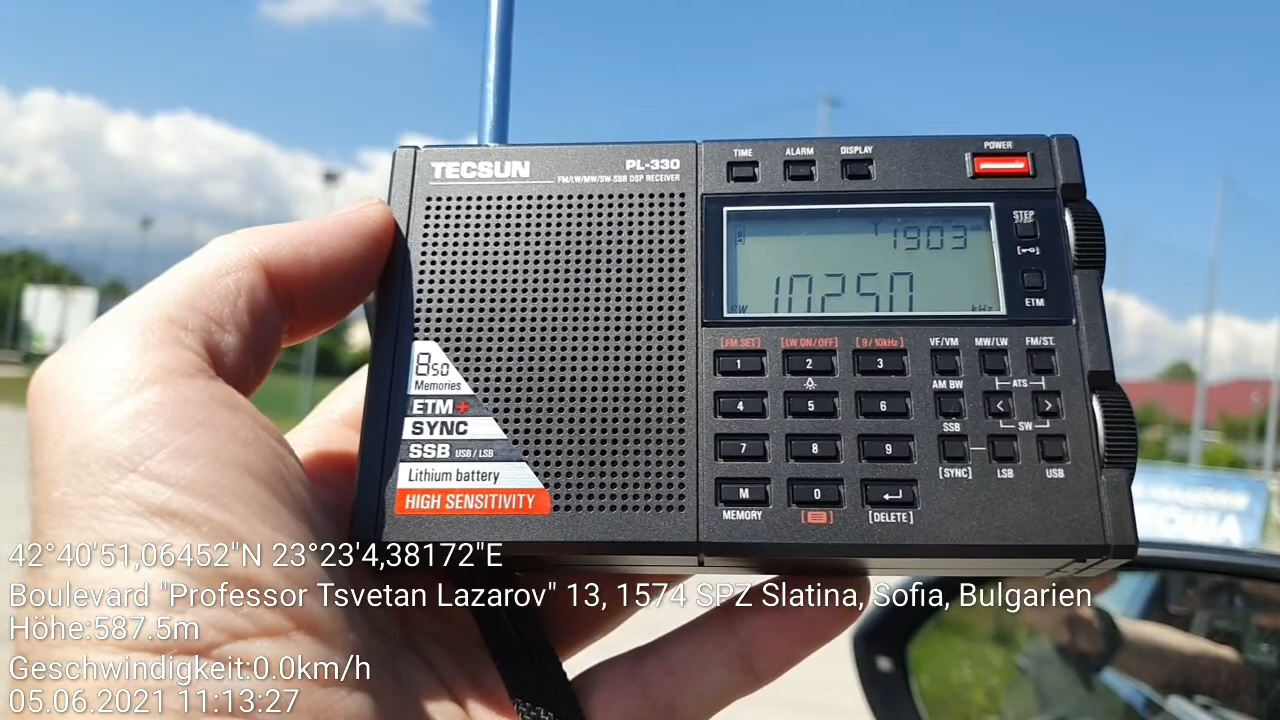 TECSUN
PL-330
FM/LW/MW/SW-SSB DSP RECEIVER
TIME ALARM DISPLAY POWER
1903
SW 10250 kHz
STEP
ETM
850
Memories
ETM+
SYNC
SSB USB / LSB
Lithium battery
HIGH SENSITIVITY
[FM SET] [LW ON/OFF] [9/10kHz] VF/VM MW/LW FM/ST.
1 2 3
AM BW ATS
4 5 6 < >
SSB SW
7 8 9
[SYNC] LSB USB
M 0
MEMORY [DELETE]
42°40'51,06452"N 23°23'4,38172"E
Boulevard "Professor Tsvetan Lazarov" 13, 1574 SPZ Slatina, Sofia, Bulgarien
Höhe:587.5m
Geschwindigkeit:0.0km/h
05.06.2021 11:13:27